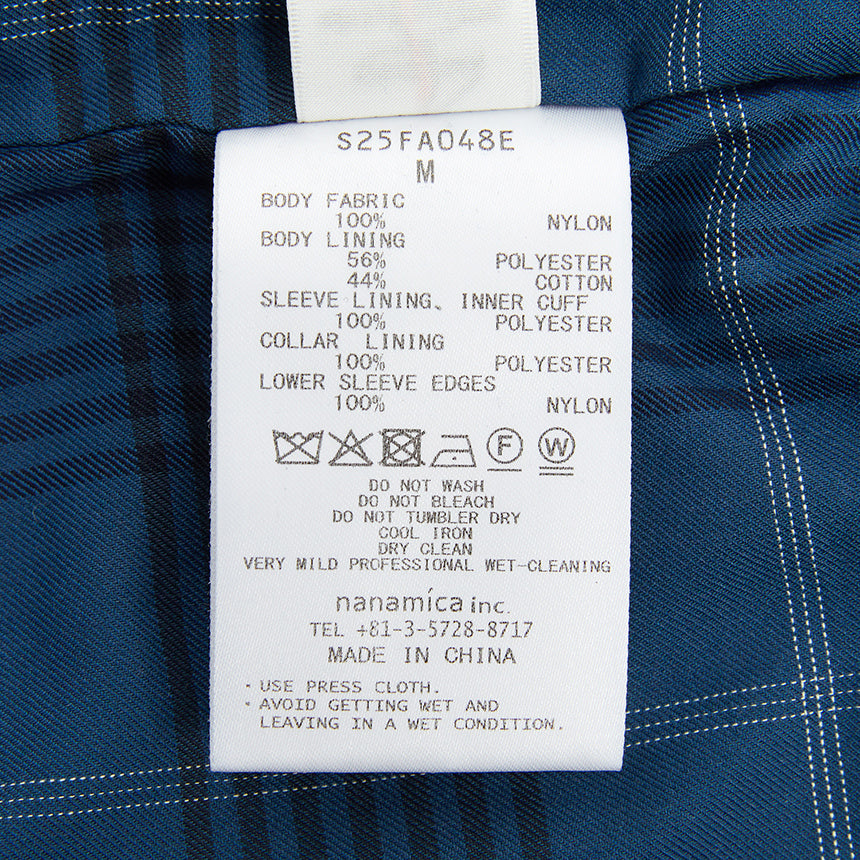 S25FA048E
M
BODY FABRIC
100% NYLON
BODY LINING
56% POLYESTER
44% COTTON
SLEEVE LINING、INNER CUFF
100% POLYESTER
COLLAR LINING
100% POLYESTER
LOWER SLEEVE EDGES
100% NYLON
F W
DO NOT WASH
DO NOT BLEACH
DO NOT TUMBLER DRY
COOL IRON
DRY CLEAN
VERY MILD PROFESSIONAL WET-CLEANING
nanamica inc.
TEL +81-3-5728-8717
MADE IN CHINA
・USE PRESS CLOTH.
・AVOID GETTING WET AND
LEAVING IN A WET CONDITION.